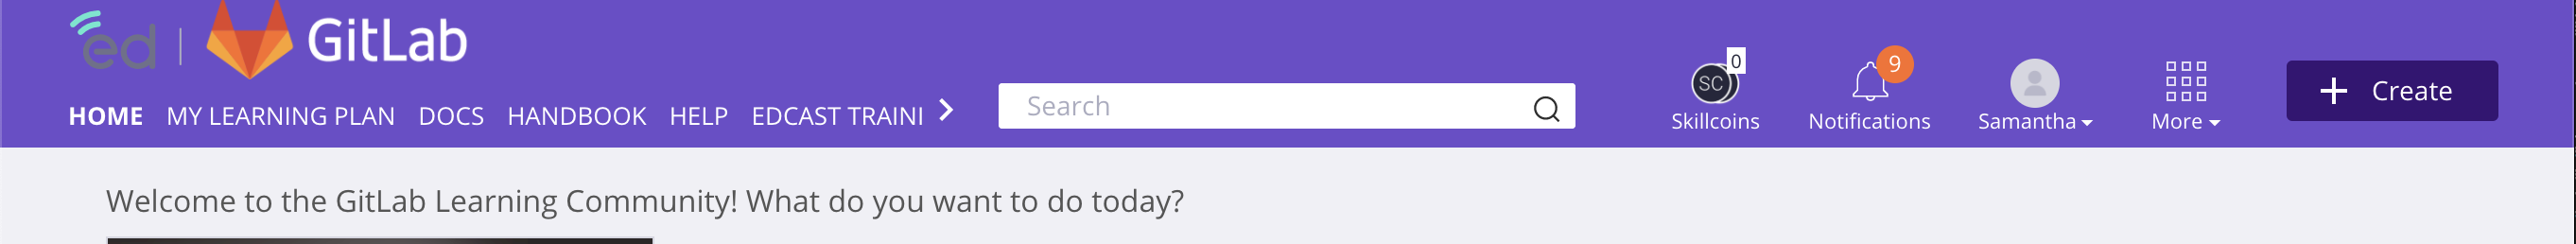 ed | GitLab
HOME MY LEARNING PLAN DOCS HANDBOOK HELP EDCAST TRAINI
Search
SC 0
Skillcoins
9
Notifications
Samantha
More
+ Create
Welcome to the GitLab Learning Community! What do you want to do today?